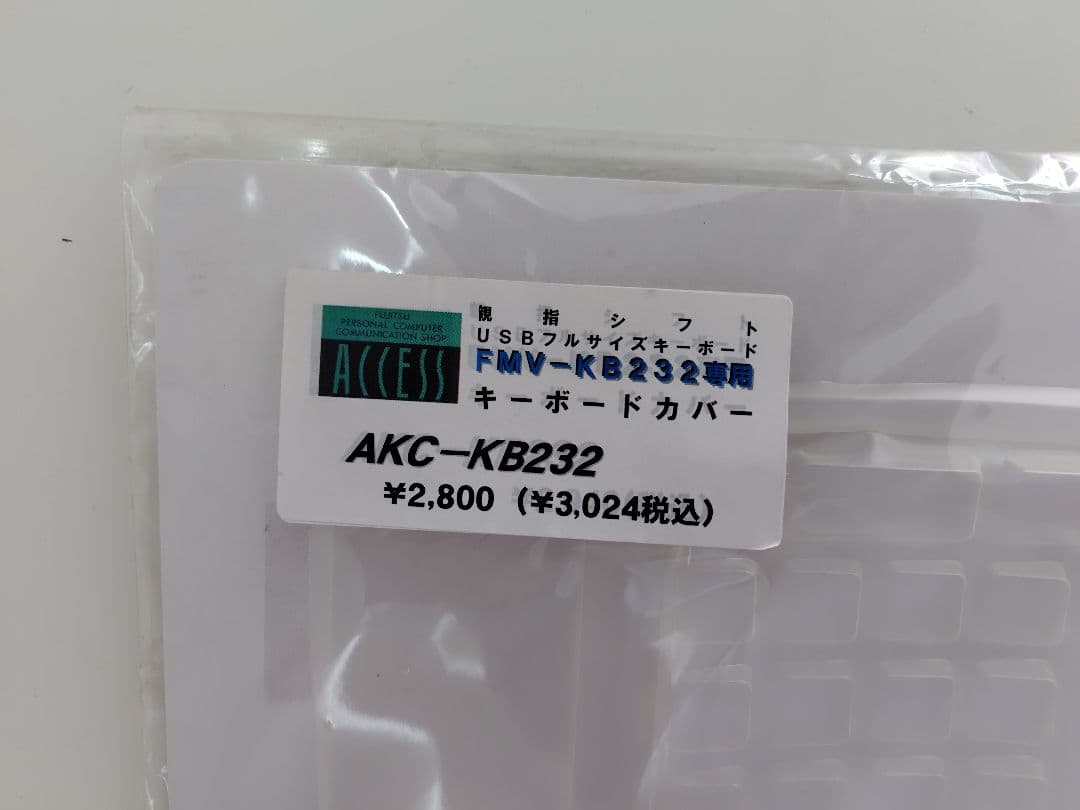 FUJITSU
PERSONAL COMPUTER
COMMUNICATION SHOP
ACCESS
親指シフト
USBフルサイズキーボード
FMV-KB232専用
キーボードカバー
AKC-KB232
¥2,800（¥3,024税込）